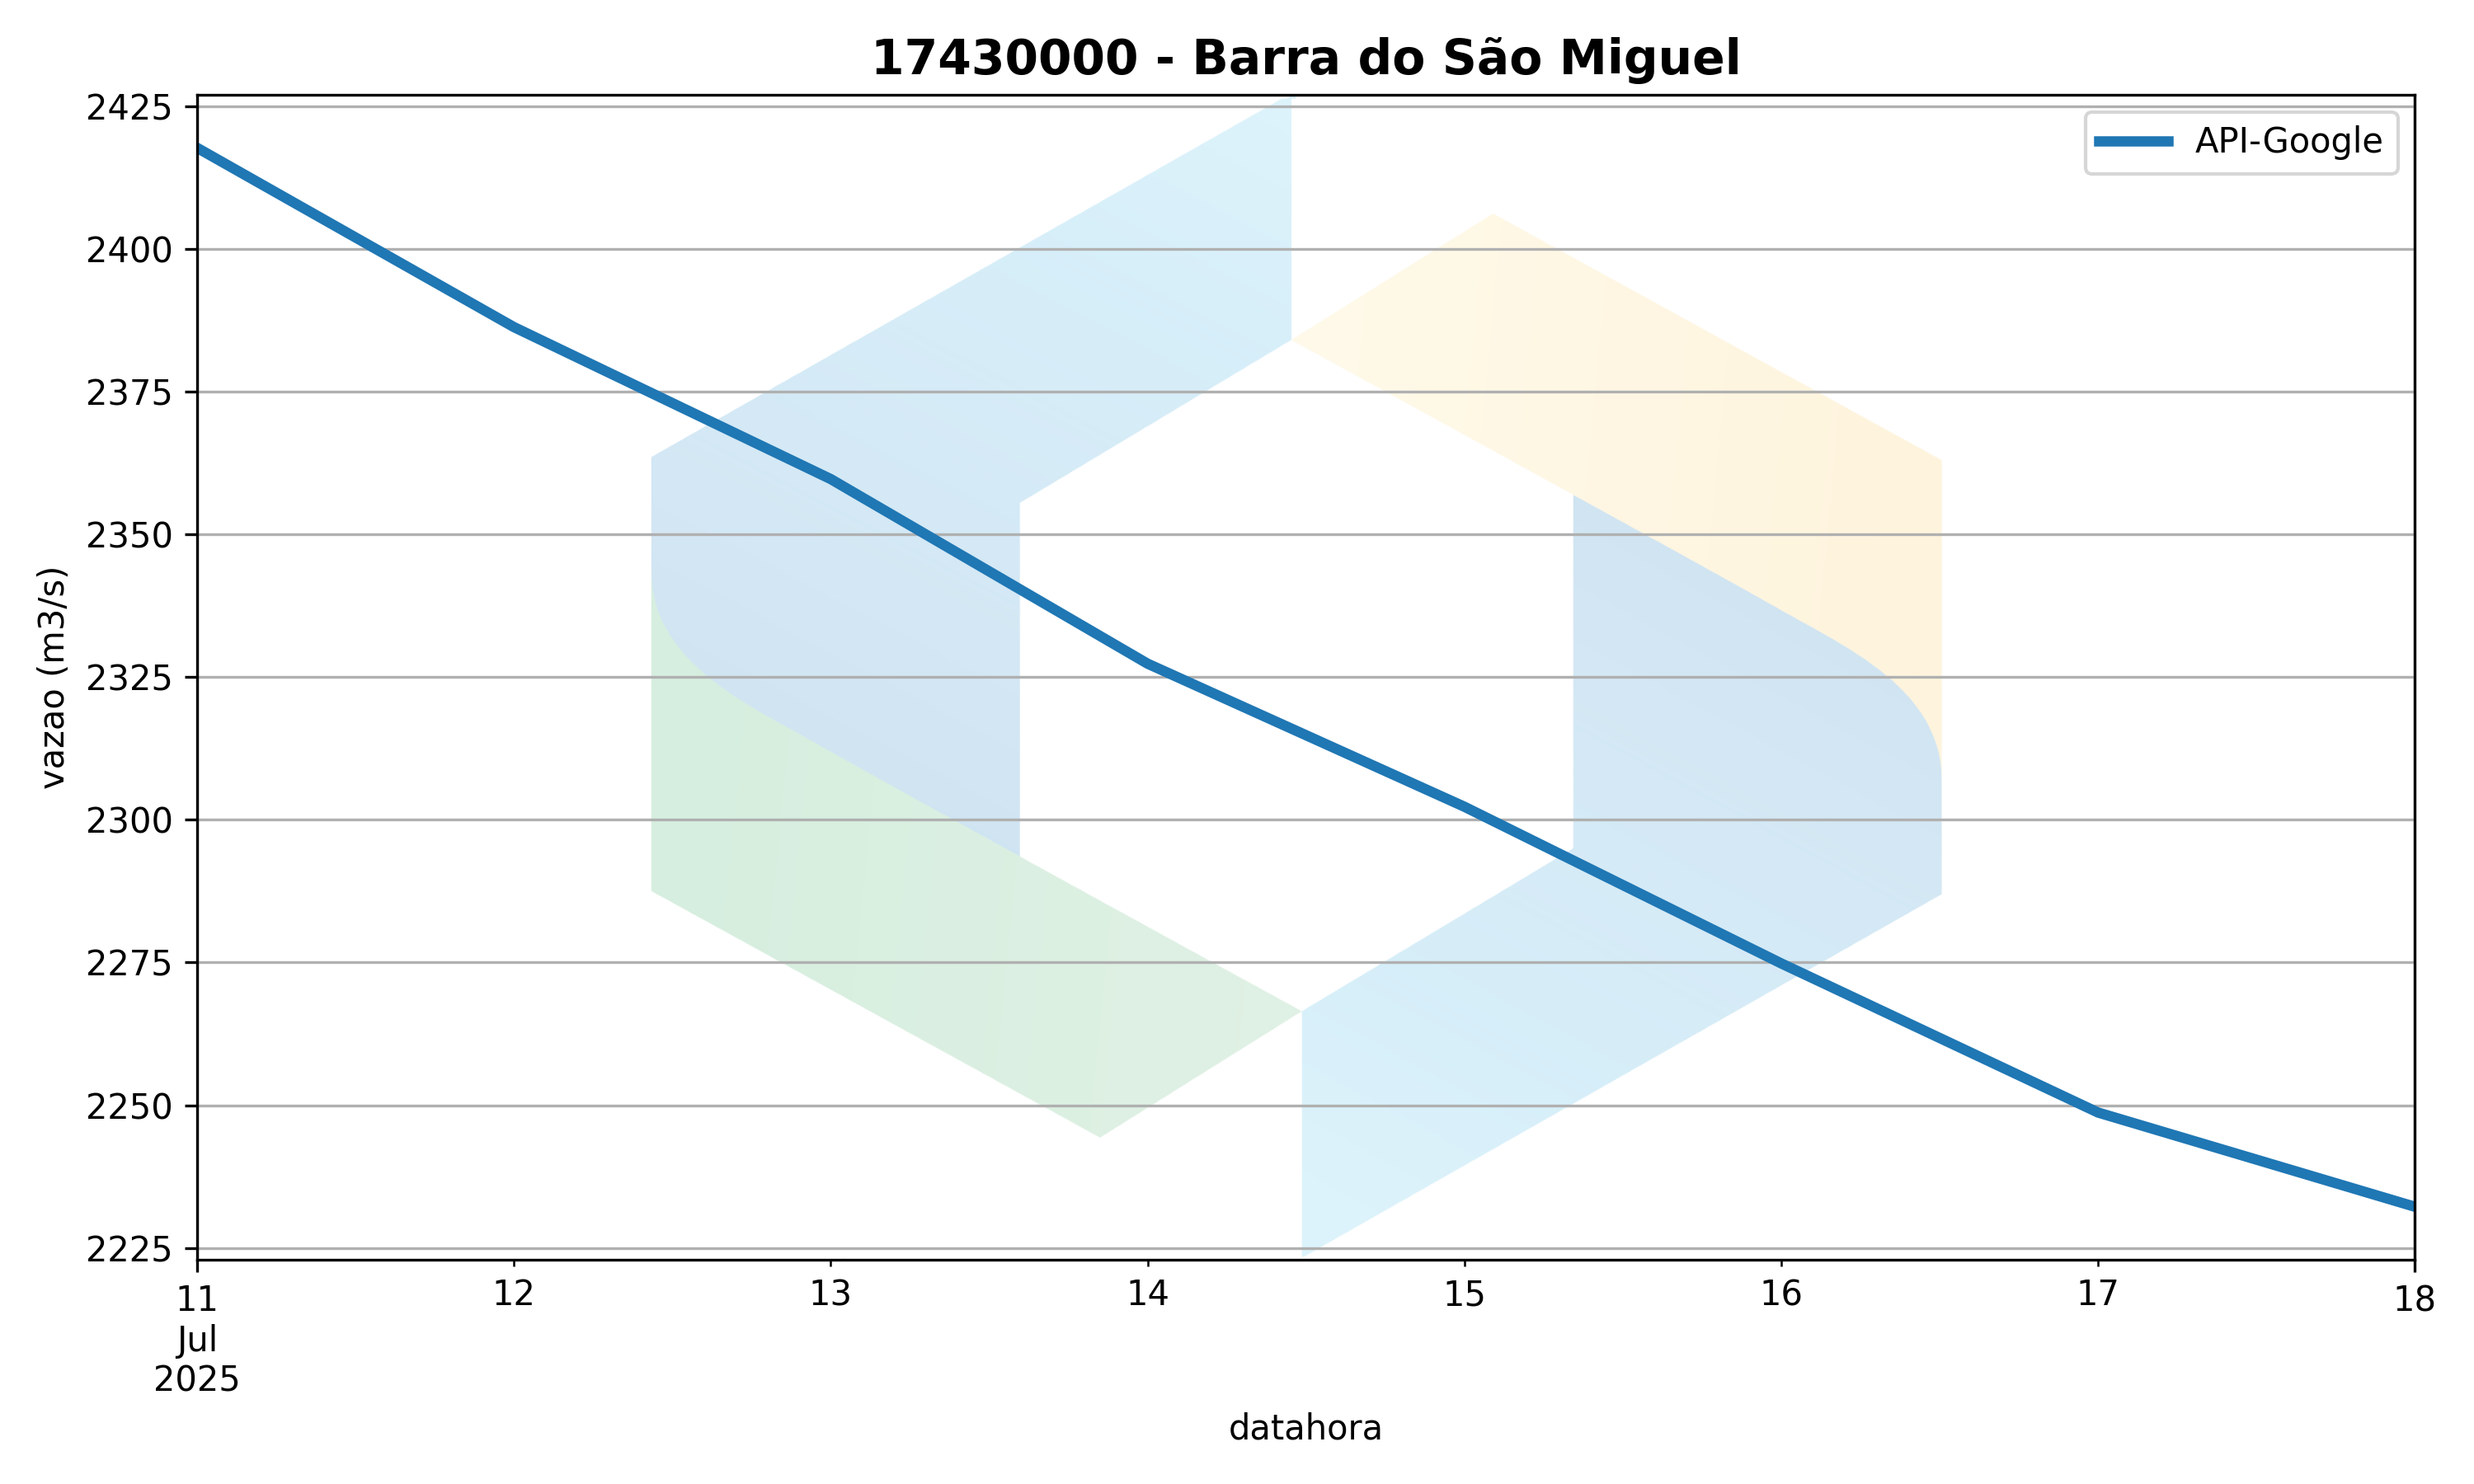 17430000 - Barra do São Miguel
API-Google
vazao (m3/s)
2425
2400
2375
2350
2325
2300
2275
2250
2225
11 12 13 14 15 16 17 18
Jul
2025
datahora